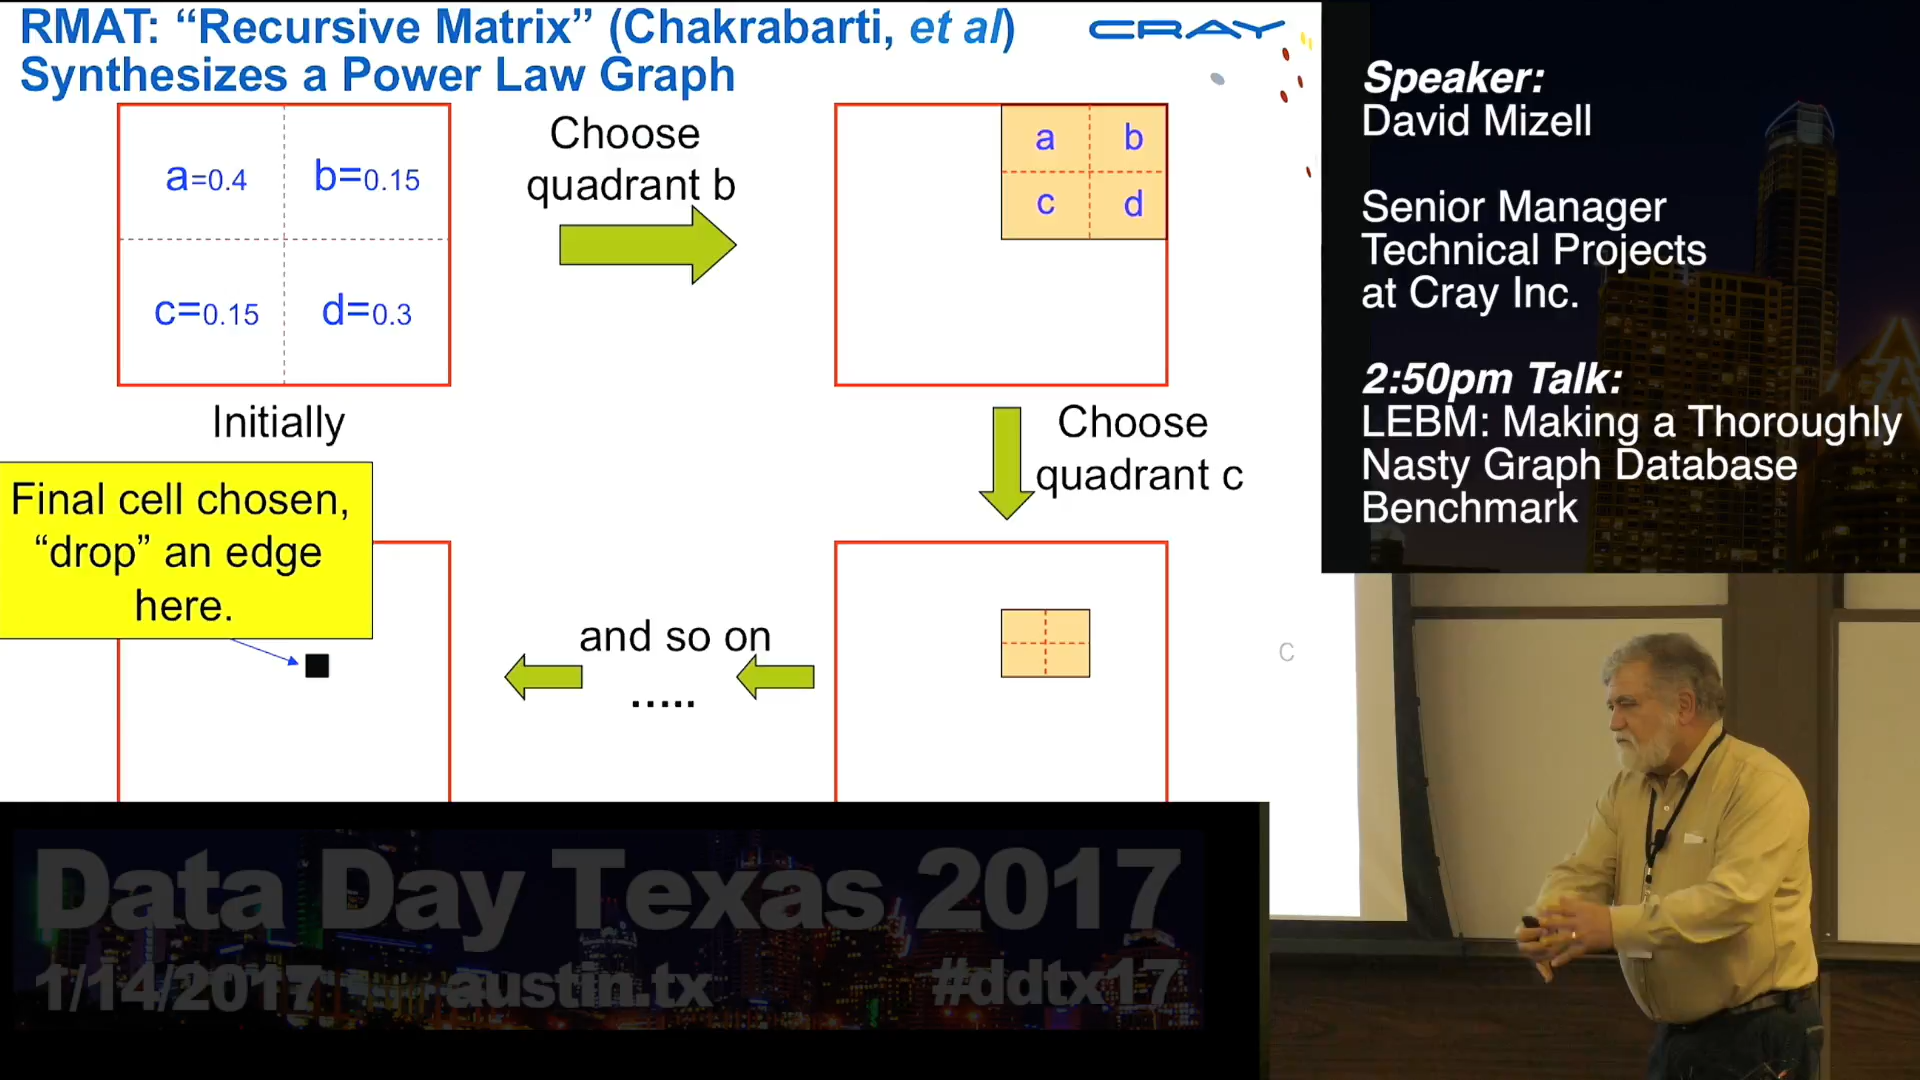 RMAT: “Recursive Matrix” (Chakrabarti, et al)
Synthesizes a Power Law Graph
CRAY
a=0.4
b=0.15
c=0.15
d=0.3
Initially
Choose
quadrant b
a
b
c
d
Choose
quadrant c
and so on
.....
Final cell chosen,
“drop” an edge
here.
C
Speaker:
David Mizell
Senior Manager
Technical Projects
at Cray Inc.
2:50pm Talk:
LEBM: Making a Thoroughly
Nasty Graph Database
Benchmark
Data Day Texas 2017
1/14/2017 austin.tx #ddtx17